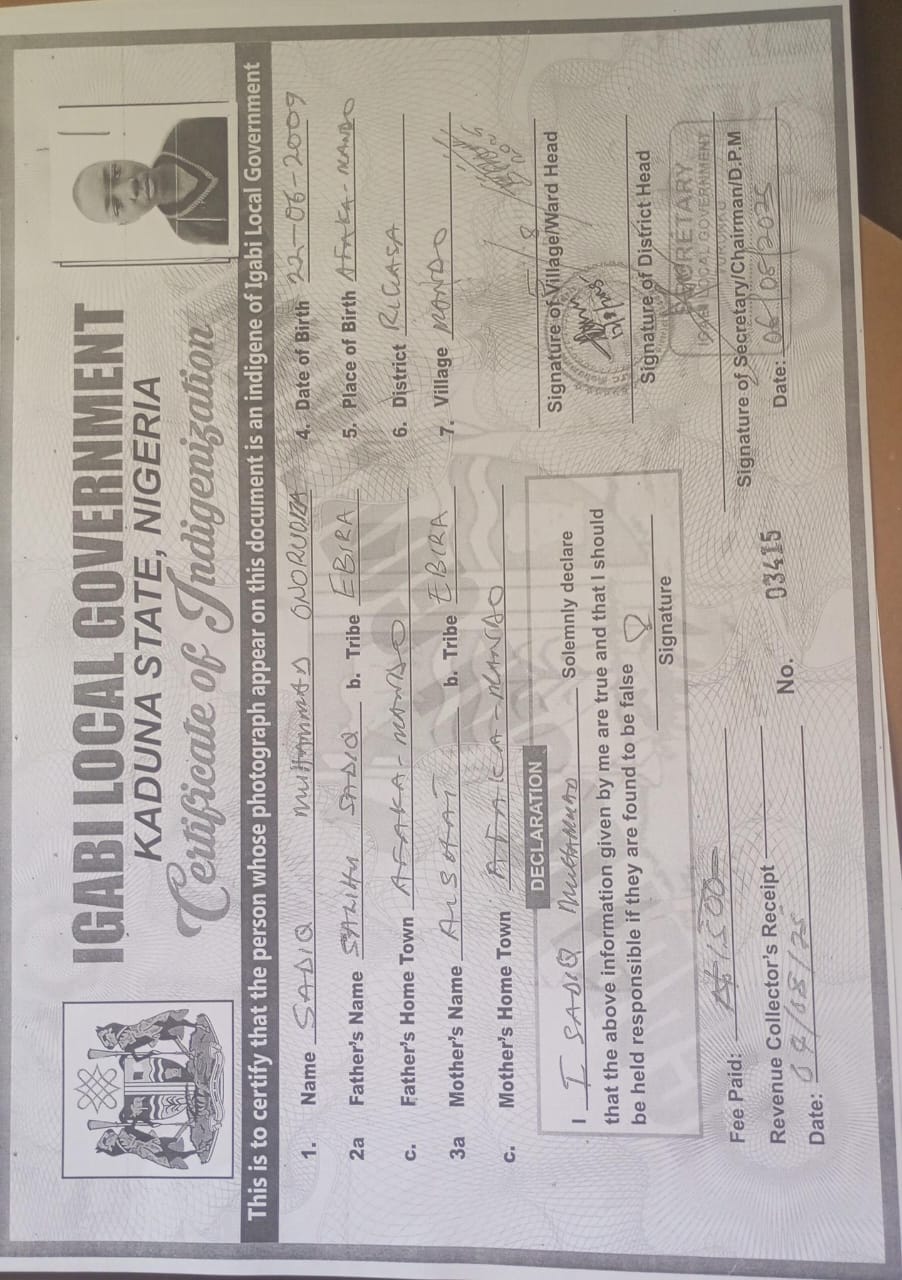 IGABI LOCAL GOVERNMENT
KADUNA STATE, NIGERIA
Certificate of Indigenization
This is to certify that the person whose photograph appear on this document is an indigene of Igabi Local Government
1. Name SADIQ MUHAMMAD ONORUOIZA
2a Father's Name SALIHU SADIQ b. Tribe EBIRA
c. Father's Home Town AFAKA-MANDO
3a Mother's Name AISHAT b. Tribe EBIRA
c. Mother's Home Town AFAKA-MANDO
4. Date of Birth 22-06-2009
5. Place of Birth AFAKA-MANDO
6. District RIGASA
7. Village MANDO
DECLARATION
I I SADIQ MUHAMMAD Solemnly declare
that the above information given by me are true and that I should
be held responsible if they are found to be false
Signature
Signature of Village/Ward Head
Signature of District Head
SECRETARY
IGABI LOCAL GOVERNMENT
Signature of Secretary/Chairman/D.P.M
Date: 06/05/2025
Fee Paid: ₦1500
Revenue Collector's Receipt
Date:
No. 03415